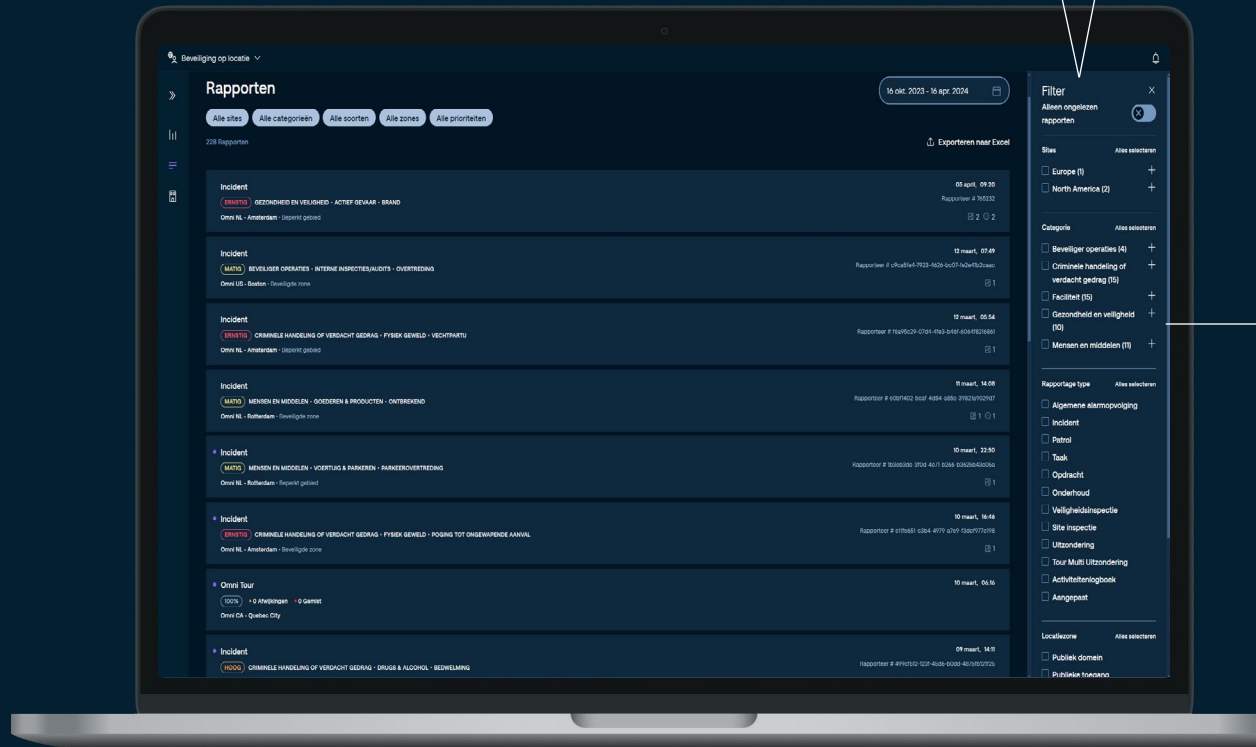 Beveiliging op locatie
Rapporten
16 okt. 2023 - 16 apr. 2024
Alle sites Alle categorieën Alle soorten Alle zones Alle prioriteiten
228 Rapporten
Exporteren naar Excel
Incident
05 april, 09:20
ERNSTIG GEZONDHEID EN VEILIGHEID - ACTIEF GEVAAR - BRAND
Rapporteer # 765232
Omni NL - Amsterdam - Beperkt gebied
2 2
Incident
12 maart, 07:49
MATIG BEVEILIGER OPERATIES - INTERNE INSPECTIES/AUDITS - OVERTREDING
Rapporteer #
Omni US - Boston - Beveiligde zone
1
Incident
12 maart, 05:54
ERNSTIG CRIMINELE HANDELING OF VERDACHT GEDRAG - FYSIEK GEWELD - VECHTPARTIJ
Rapporteer #
Omni NL - Amsterdam - Beperkt gebied
1
Incident
11 maart, 14:08
MATIG MENSEN EN MIDDELEN - GOEDEREN & PRODUCTEN - ONTBREKEND
Rapporteer #
Omni NL - Rotterdam - Beveiligde zone
1 1
Incident
10 maart, 22:50
MATIG MENSEN EN MIDDELEN - VOERTUIG & PARKEREN - PARKEEROVERTREDING
Rapporteer #
Omni NL - Rotterdam - Beperkt gebied
1
Incident
10 maart, 16:46
ERNSTIG CRIMINELE HANDELING OF VERDACHT GEDRAG - FYSIEK GEWELD - POGING TOT ONGEWAPENDE AANVAL
Rapporteer #
Omni NL - Amsterdam - Beveiligde zone
1
Omni Tour
10 maart, 06:16
100% 0 Afwijkingen 0 Gemist
Omni CA - Quebec City
Incident
09 maart, 14:11
HOOG CRIMINELE HANDELING OF VERDACHT GEDRAG - DRUGS & ALCOHOL - BEDWELMING
Rapporteer #
Filter
Alleen ongelezen
rapporten
Sites Alles selecteren
Europe (1)
North America (2)
Categorie Alles selecteren
Beveiliger operaties (4)
Criminele handeling of
verdacht gedrag (15)
Faciliteit (15)
Gezondheid en veiligheid
(10)
Mensen en middelen (11)
Rapportage type Alles selecteren
Algemene alarmopvolging
Incident
Patrol
Taak
Opdracht
Onderhoud
Veiligheidsinspectie
Site inspectie
Uitzondering
Tour Multi Uitzondering
Activiteitenlogboek
Aangepast
Locatiezone Alles selecteren
Publiek domein
Publieke toegang